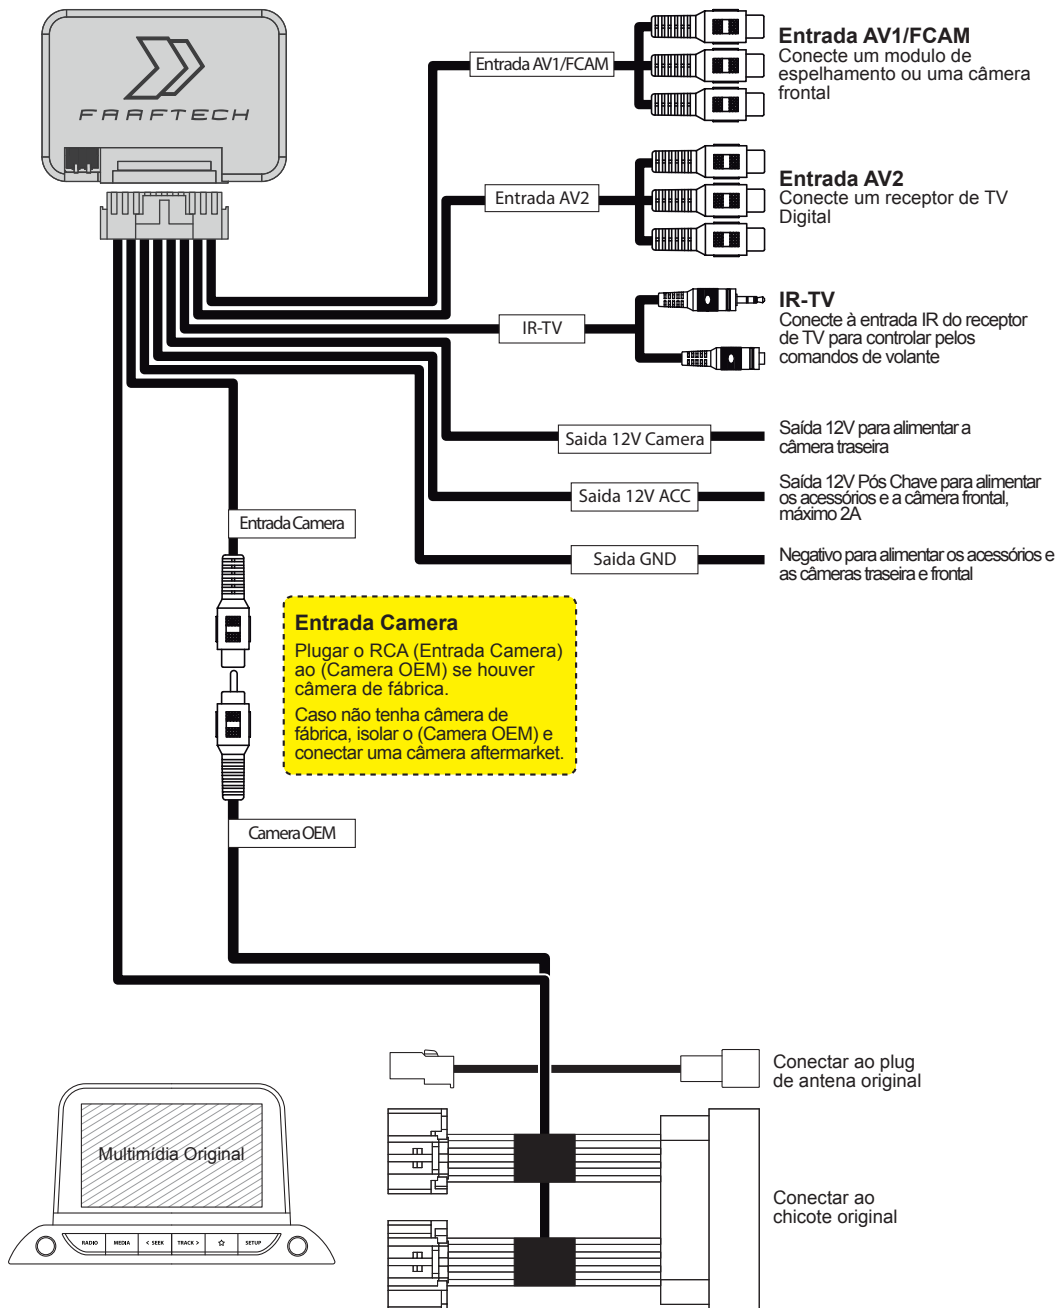 FAAFTECH
Entrada AV1/FCAM
Entrada AV1/FCAM
Conecte um modulo de
espelhamento ou uma câmera
frontal
Entrada AV2
Entrada AV2
Conecte um receptor de TV
Digital
IR-TV
IR-TV
Conecte à entrada IR do receptor
de TV para controlar pelos
comandos de volante
Saida 12V Camera
Saída 12V para alimentar a
câmera traseira
Saida 12V ACC
Saída 12V Pós Chave para alimentar
os acessórios e a câmera frontal,
máximo 2A
Saida GND
Negativo para alimentar os acessórios e
as câmeras traseira e frontal
Entrada Camera
Entrada Camera
Plugar o RCA (Entrada Camera)
ao (Camera OEM) se houver
câmera de fábrica.
Caso não tenha câmera de
fábrica, isolar o (Camera OEM) e
conectar uma câmera aftermarket.
Camera OEM
Conectar ao plug
de antena original
Multimídia Original
RADIO MEDIA < SEEK TRACK > SETUP
Conectar ao
chicote original